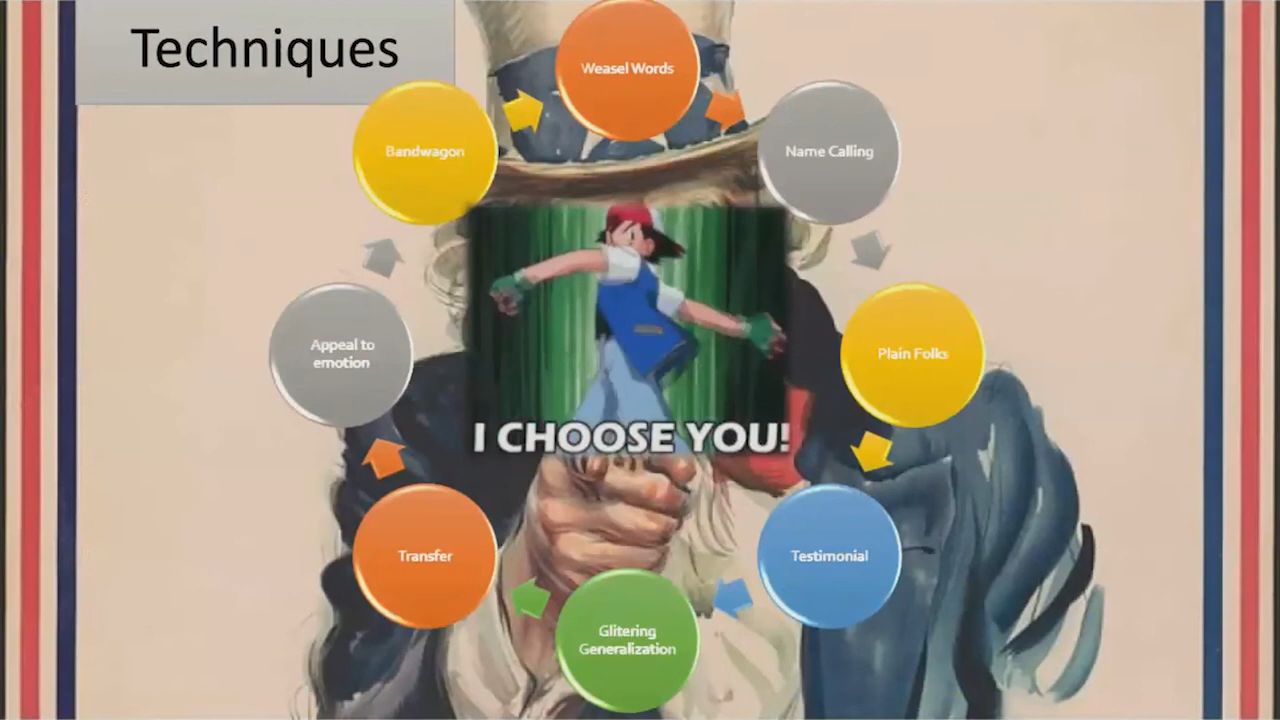 Techniques
Weasel Words
Name Calling
Plain Folks
Testimonial
Glitering
Generalization
Transfer
Appeal to
emotion
Bandwagon
I CHOOSE YOU!